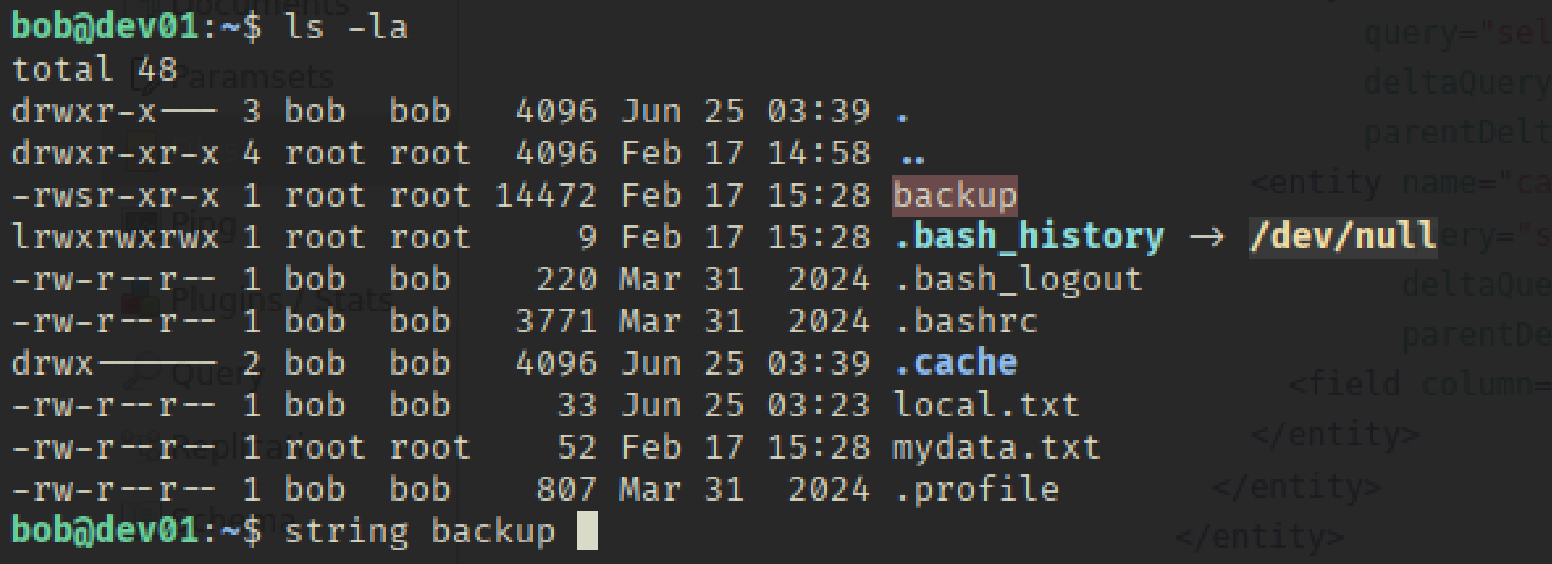 Documents
bob@dev01:~$ ls -la
query="sel
total 48
Paramsets
deltaQuery
drwxr-x--- 3 bob  bob   4096 Jun 25 03:39 .
parentDelt
drwxr-xr-x 4 root root  4096 Feb 17 14:58 ..
-rwsr-xr-x 1 root root 14472 Feb 17 15:28 backup
<entity name="ca
Ping
lrwxrwxrwx 1 root root     9 Feb 17 15:28 .bash_history -> /dev/null
ery="s
-rw-r--r-- 1 bob  bob    220 Mar 31  2024 .bash_logout
deltaQue
Plugins / Stats
-rw-r--r-- 1 bob  bob   3771 Mar 31  2024 .bashrc
parentDe
drwx------ 2 bob  bob   4096 Jun 25 03:39 .cache
Query
<field column=
-rw-r--r-- 1 bob  bob     33 Jun 25 03:23 local.txt
</entity>
-rw-r--r-- 1 root root    52 Feb 17 15:28 mydata.txt
-rw-r--r-- 1 bob  bob    807 Mar 31  2024 .profile
</entity>
Schema
bob@dev01:~$ string backup
</entity>